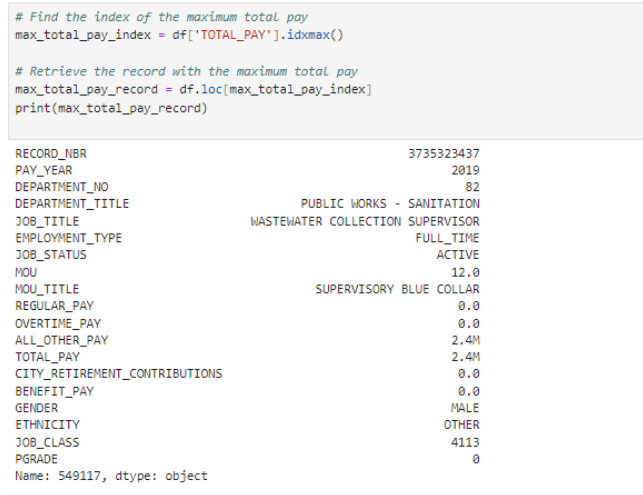 # Find the index of the maximum total pay
max_total_pay_index = df['TOTAL_PAY'].idxmax()
# Retrieve the record with the maximum total pay
max_total_pay_record = df.loc[max_total_pay_index]
print(max_total_pay_record)
RECORD_NBR 3735323437
PAY_YEAR 2019
DEPARTMENT_NO 82
DEPARTMENT_TITLE PUBLIC WORKS - SANITATION
JOB_TITLE WASTEWATER COLLECTION SUPERVISOR
EMPLOYMENT_TYPE FULL_TIME
JOB_STATUS ACTIVE
MOU 12.0
MOU_TITLE SUPERVISORY BLUE COLLAR
REGULAR_PAY 0.0
OVERTIME_PAY 0.0
ALL_OTHER_PAY 2.4M
TOTAL_PAY 2.4M
CITY_RETIREMENT_CONTRIBUTIONS 0.0
BENEFIT_PAY 0.0
GENDER MALE
ETHNICITY OTHER
JOB_CLASS 4113
PGRADE 0
Name: 549117, dtype: object